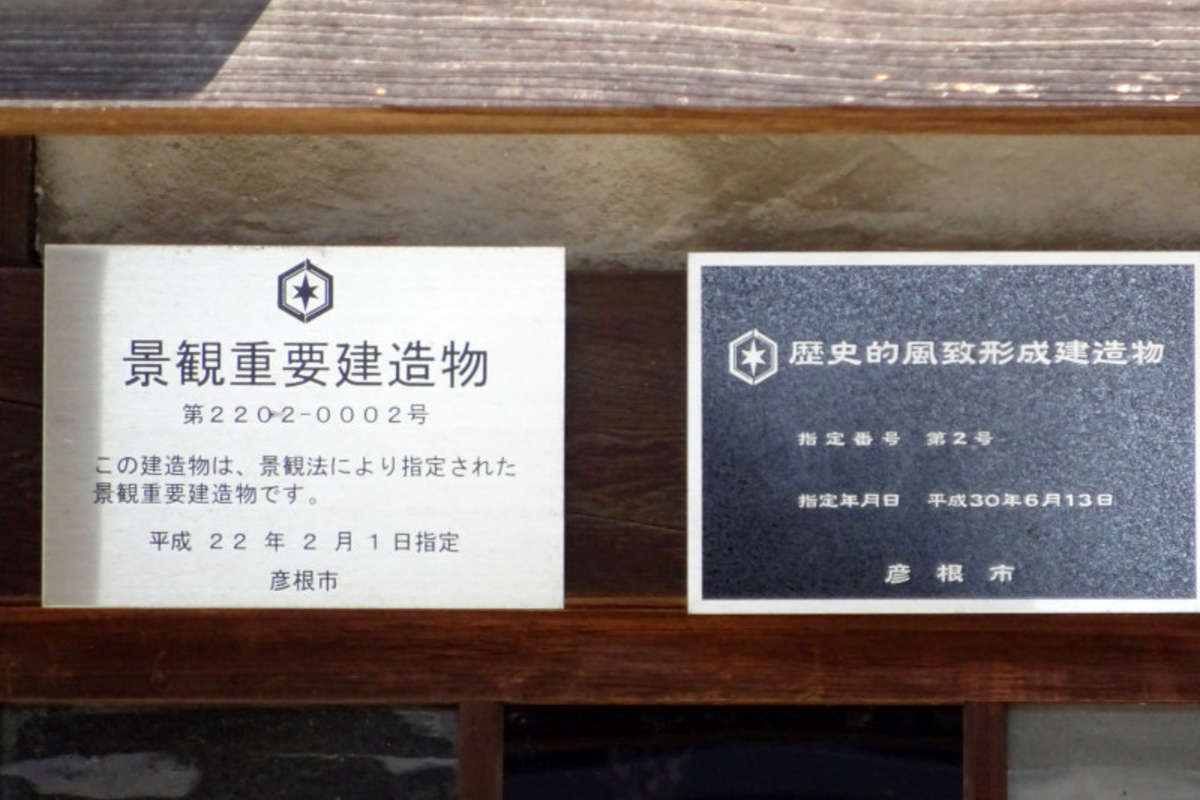 景観重要建造物
第２２０２-０００２号
この建造物は、景観法により指定された
景観重要建造物です。
平成 ２２ 年 ２ 月 １ 日指定
彦根市
歴史的風致形成建造物
指定番号 第２号
指定年月日 平成30年6月13日
彦根市